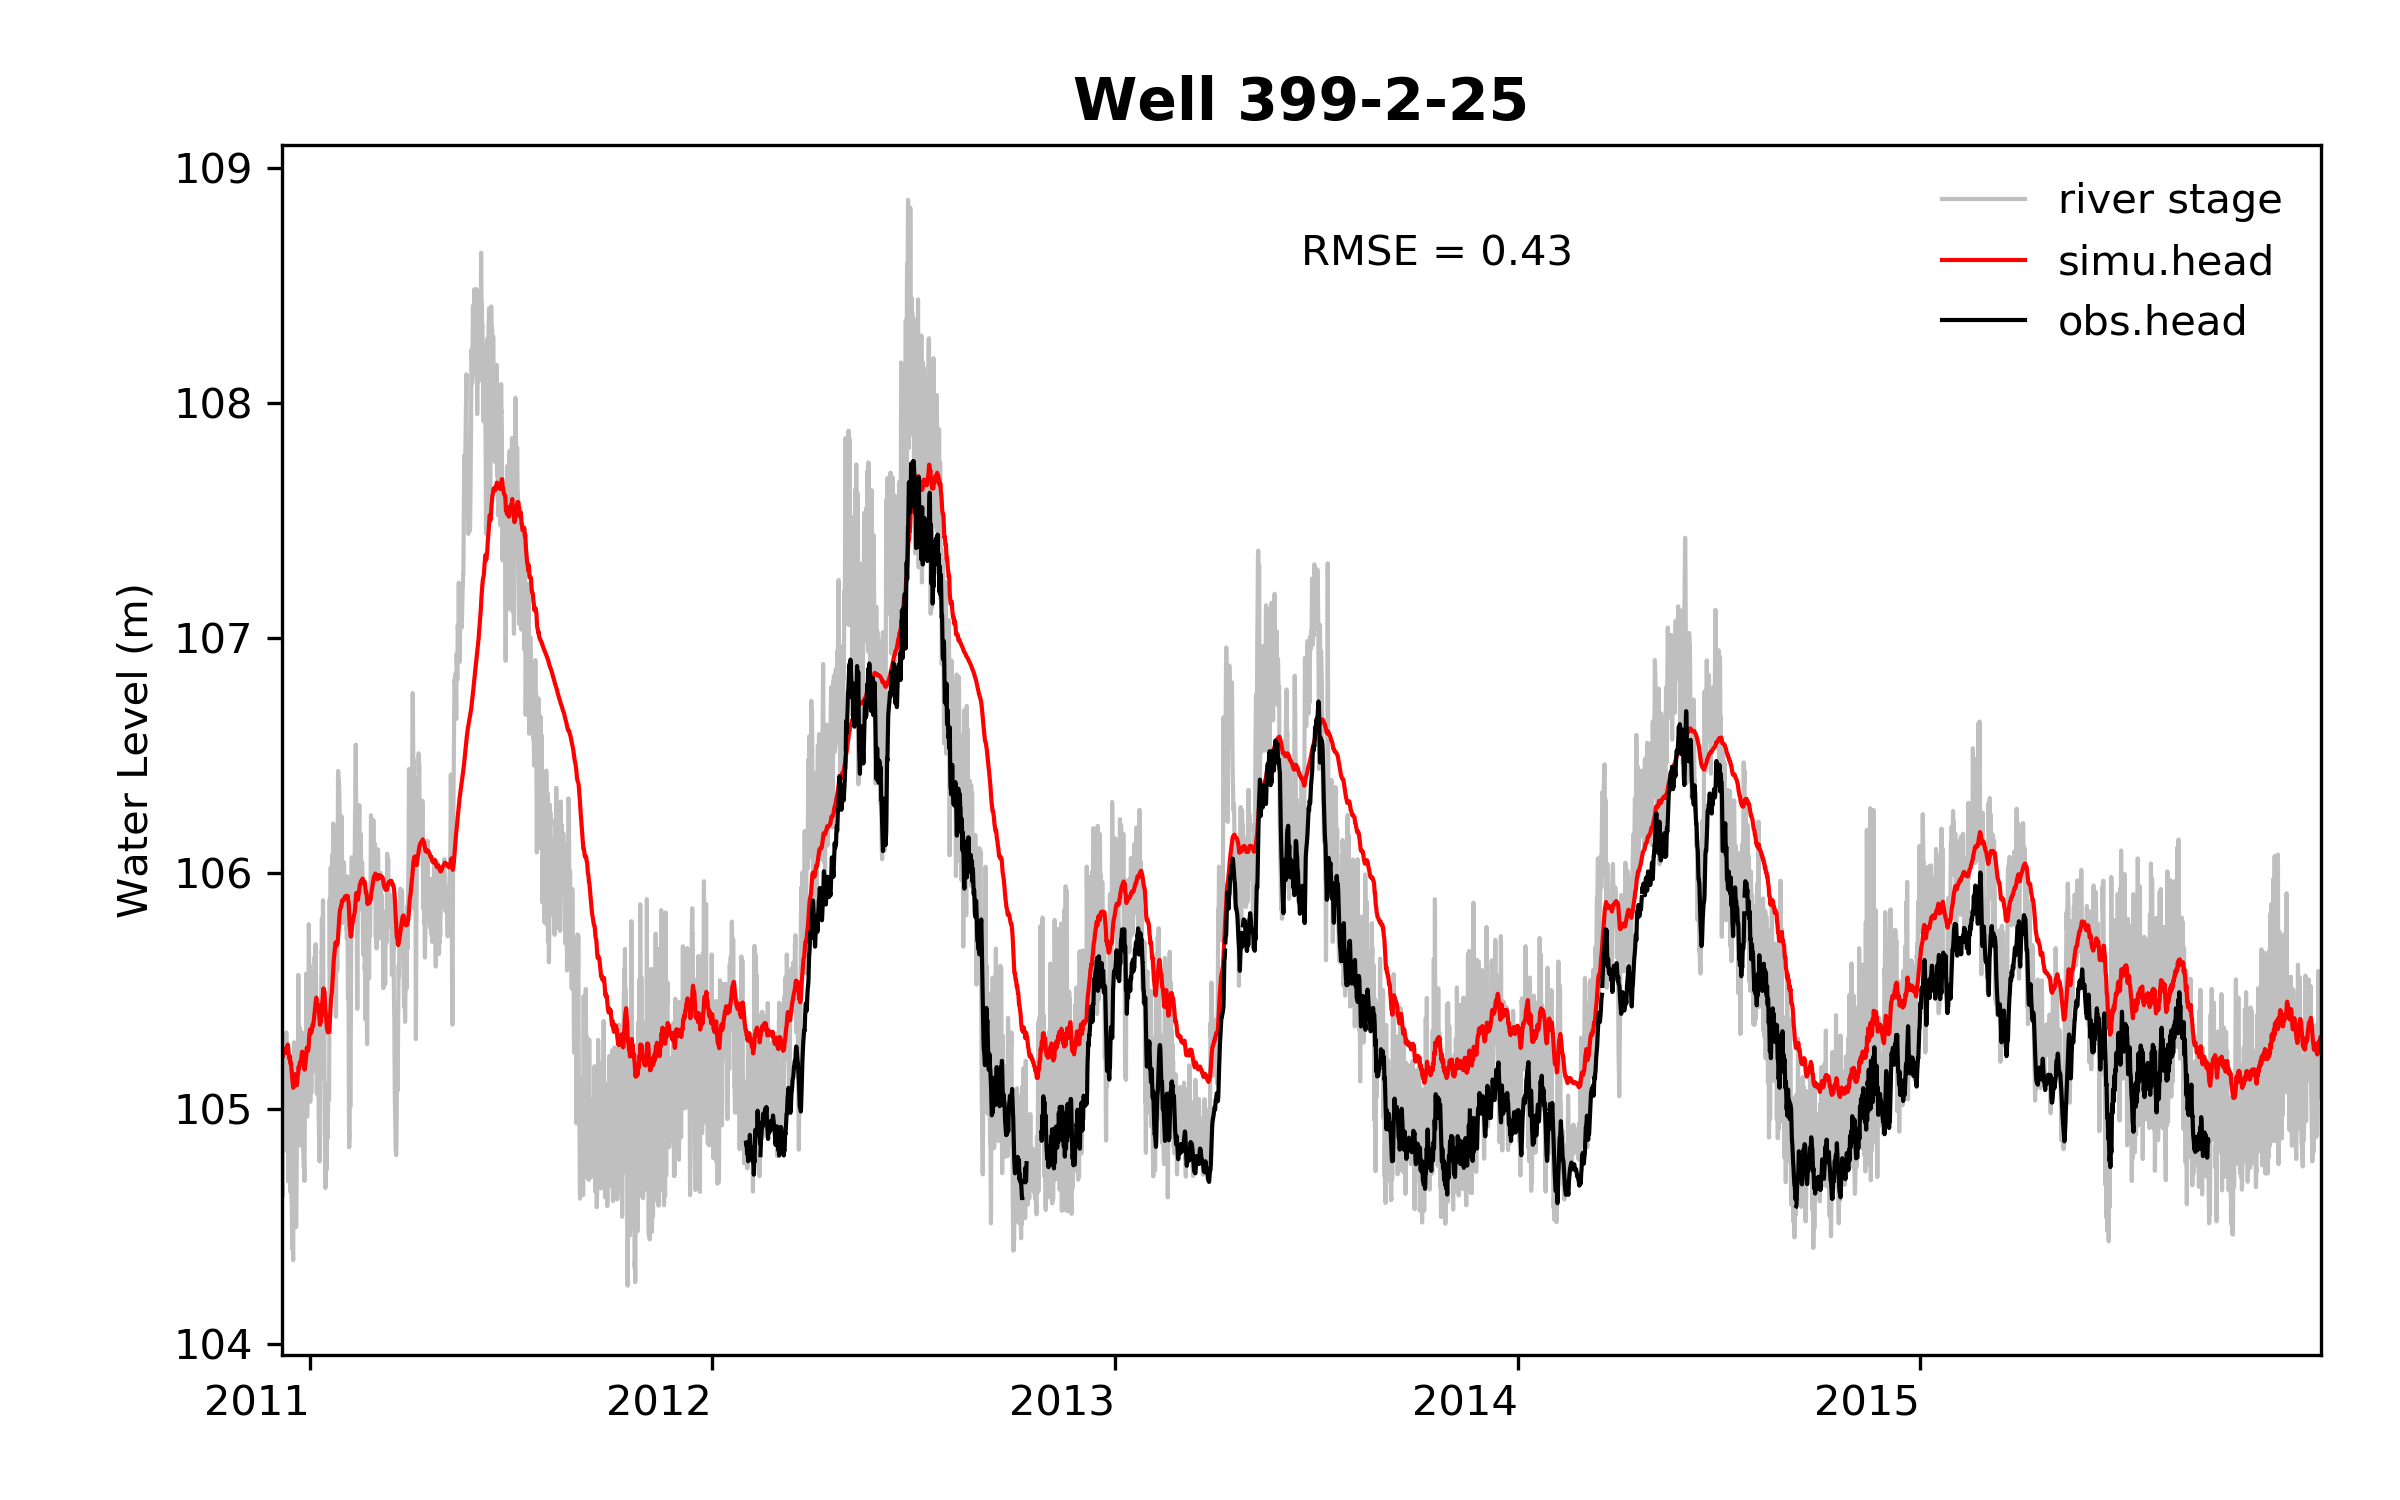 Well 399-2-25
109
108
107
106
105
104
Water Level (m)
RMSE = 0.43
river stage
simu.head
obs.head
2011
2012
2013
2014
2015